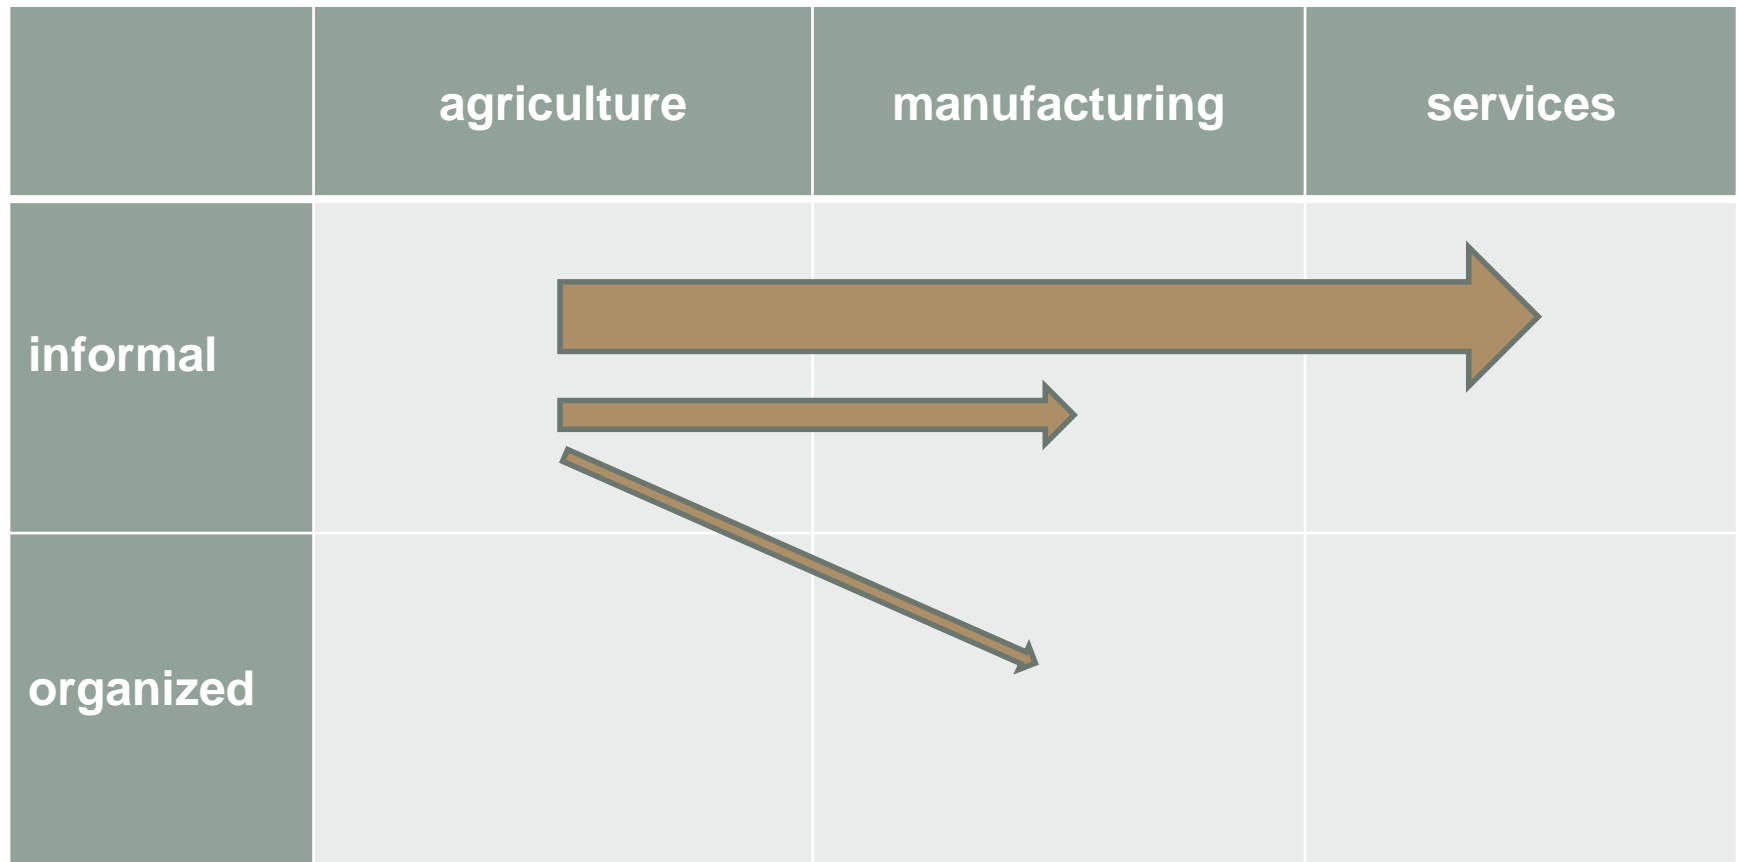 agriculture
manufacturing
services
informal
organized